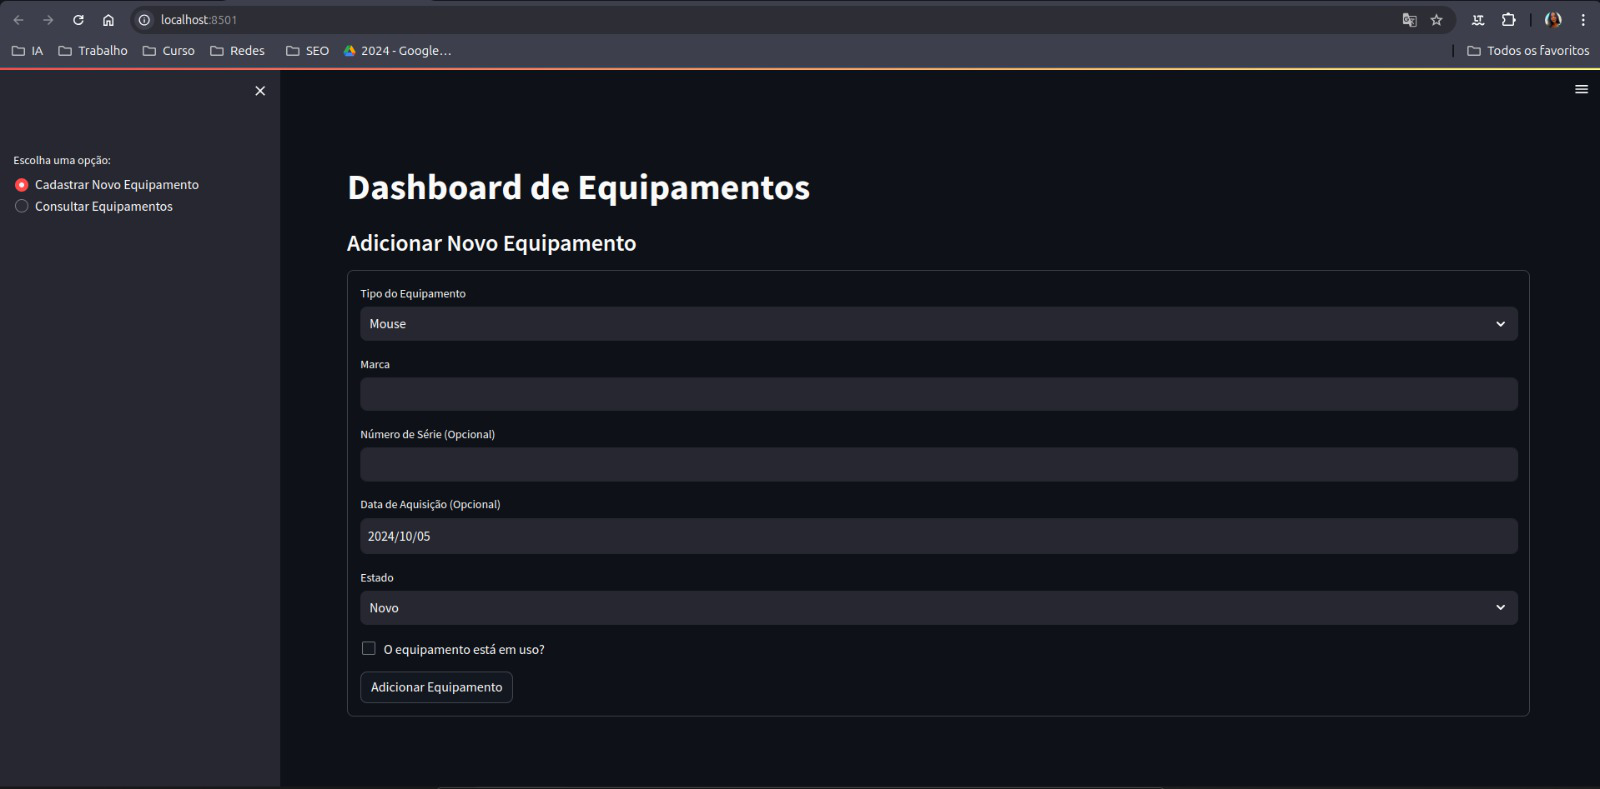 localhost:8501
IA
Trabalho
Curso
Redes
SEO
2024 - Google…
Todos os favoritos
Escolha uma opção:
Cadastrar Novo Equipamento
Consultar Equipamentos
Dashboard de Equipamentos
Adicionar Novo Equipamento
Tipo do Equipamento
Mouse
Marca
Número de Série (Opcional)
Data de Aquisição (Opcional)
2024/10/05
Estado
Novo
O equipamento está em uso?
Adicionar Equipamento